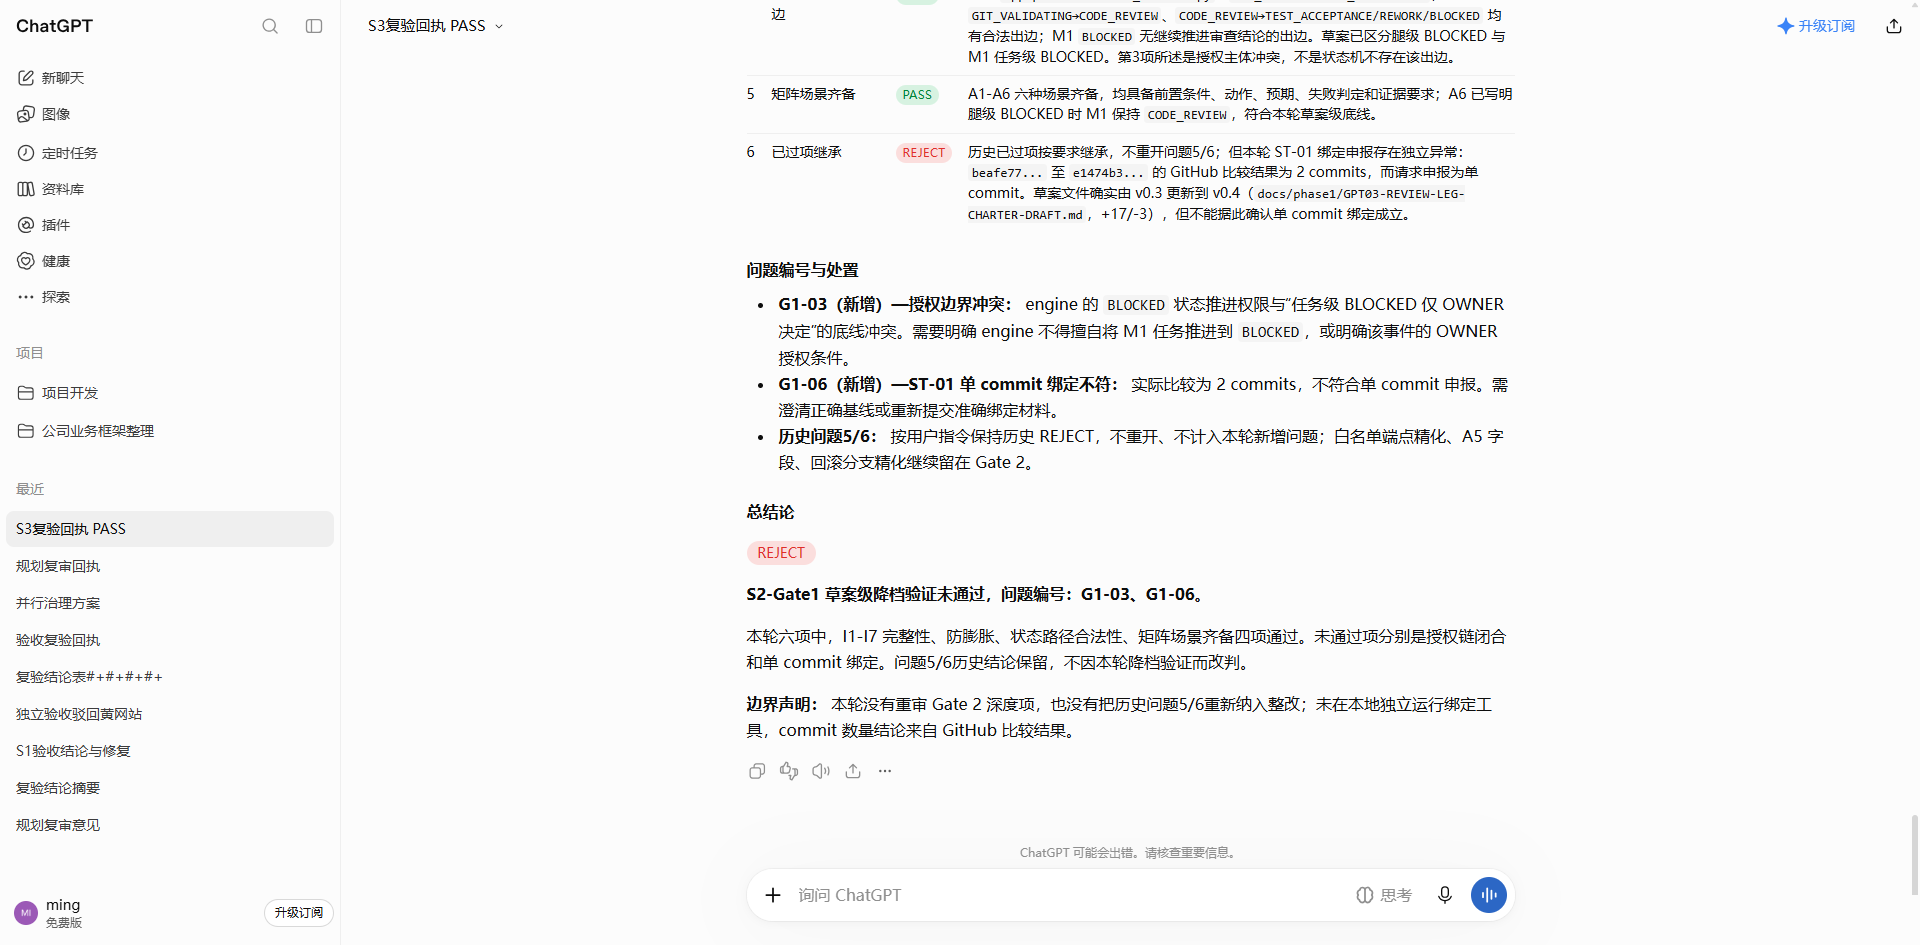 ChatGPT
新聊天
图像
定时任务
资料库
插件
健康
探索
项目
项目开发
公司业务框架整理
最近
S3复验回执 PASS
规划复审回执
并行治理方案
验收复验回执
复验结论表#+#+#+#+
独立验收驳回黄网站
S1验收结论与修复
复验结论摘要
规划复审意见
MI
ming
免费版
升级订阅
S3复验回执 PASS
升级订阅
边
GIT_VALIDATING→CODE_REVIEW、CODE_REVIEW→TEST_ACCEPTANCE/REWORK/BLOCKED 均
有合法出边；M1 BLOCKED 无继续推进审查结论的出边。草案已区分腿级 BLOCKED 与
M1 任务级 BLOCKED。第3项所述是授权主体冲突，不是状态机不存在该出边。
5 矩阵场景齐备 PASS A1-A6 六种场景齐备，均具备前置条件、动作、预期、失败判定和证据要求；A6 已写明
腿级 BLOCKED 时 M1 保持 CODE_REVIEW，符合本轮草案级底线。
6 已过项继承 REJECT 历史已过项按要求继承，不重开问题5/6；但本轮 ST-01 绑定申报存在独立异常：
beafe77... 至 e1474b3... 的 GitHub 比较结果为 2 commits，而请求申报为单
commit。草案文件确实由 v0.3 更新到 v0.4（docs/phase1/GPT03-REVIEW-LEG-
CHARTER-DRAFT.md，+17/-3），但不能据此确认单 commit 绑定成立。
问题编号与处置
• G1-03（新增）—授权边界冲突： engine 的 BLOCKED 状态推进权限与“任务级 BLOCKED 仅 OWNER
决定”的底线冲突。需要明确 engine 不得擅自将 M1 任务推进到 BLOCKED，或明确该事件的 OWNER
授权条件。
• G1-06（新增）—ST-01 单 commit 绑定不符： 实际比较为 2 commits，不符合单 commit 申报。需
澄清正确基线或重新提交准确绑定材料。
• 历史问题5/6： 按用户指令保持历史 REJECT，不重开、不计入本轮新增问题；白名单端点精化、A5 字
段、回滚分支精化继续留在 Gate 2。
总结论
REJECT
S2-Gate1 草案级降档验证未通过，问题编号：G1-03、G1-06。
本轮六项中，I1-I7 完整性、防膨胀、状态路径合法性、矩阵场景齐备四项通过。未通过项分别是授权链闭合
和单 commit 绑定。问题5/6历史结论保留，不因本轮降档验证而改判。
边界声明： 本轮没有重审 Gate 2 深度项，也没有把历史问题5/6重新纳入整改；未在本地独立运行绑定工
具，commit 数量结论来自 GitHub 比较结果。
ChatGPT 可能会出错。请核查重要信息。
询问 ChatGPT
思考